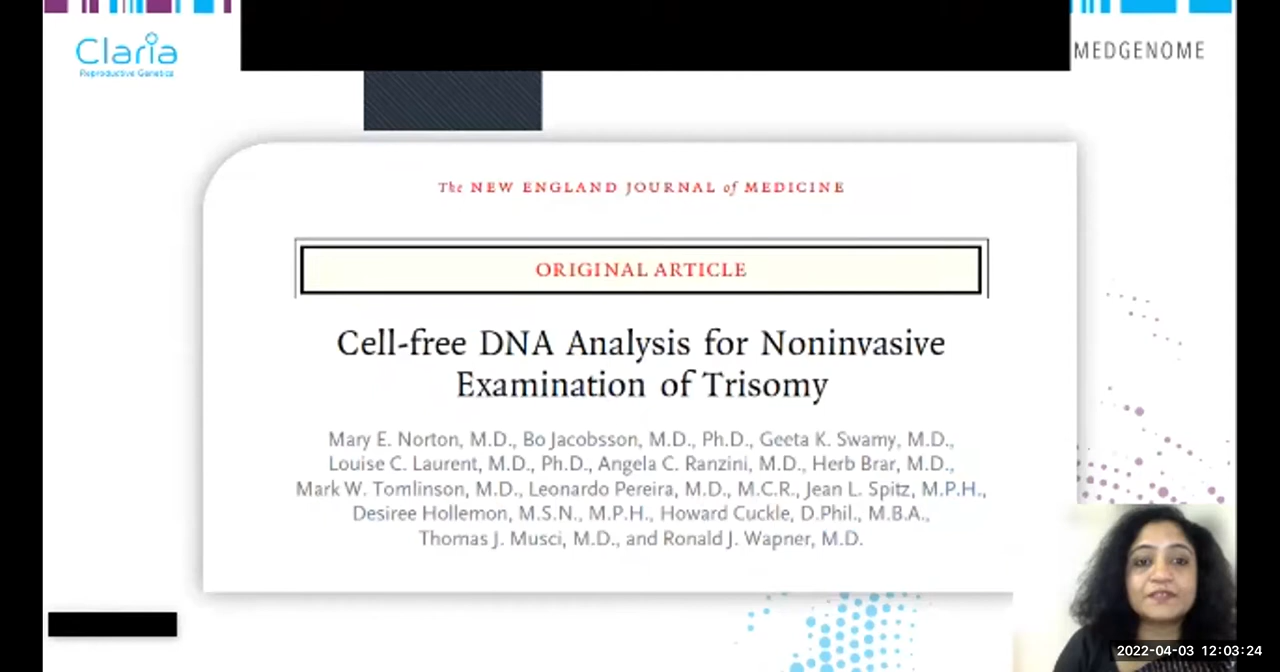 Claria
Reproductive Genetics
MEDGENOME
The NEW ENGLAND JOURNAL of MEDICINE
ORIGINAL ARTICLE
Cell-free DNA Analysis for Noninvasive
Examination of Trisomy
Mary E. Norton, M.D., Bo Jacobsson, M.D., Ph.D., Geeta K. Swamy, M.D.,
Louise C. Laurent, M.D., Ph.D., Angela C. Ranzini, M.D., Herb Brar, M.D.,
Mark W. Tomlinson, M.D., Leonardo Pereira, M.D., M.C.R., Jean L. Spitz, M.P.H.,
Desiree Hollemon, M.S.N., M.P.H., Howard Cuckle, D.Phil., M.B.A.,
Thomas J. Musci, M.D., and Ronald J. Wapner, M.D.
2022-04-03 12:03:24